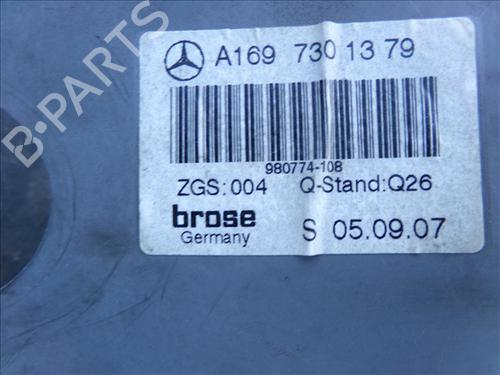 A169 730 13 79
980774-108
ZGS:004 Q-Stand:Q26
brose
Germany S 05.09.07
B-PARTS